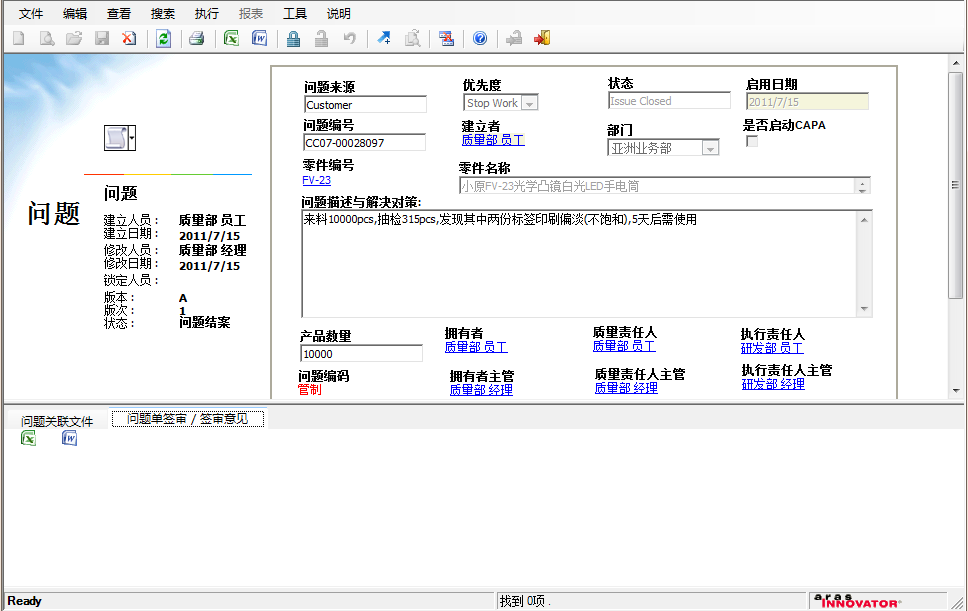 文件 编辑 查看 搜索 执行 报表 工具 说明
问题
问题
建立人员： 质量部 员工
建立日期： 2011/7/15
修改人员： 质量部 经理
修改日期： 2011/7/15
锁定人员：
版本： A
版次： 1
状态： 问题结案
问题来源 优先度 状态 启用日期
Customer Stop Work Issue Closed 2011/7/15
问题编号 建立者 部门 是否启动CAPA
CC07-00028097 质量部 员工 亚洲业务部
零件编号 零件名称
FV-23 小原FV-23光学凸镜白光LED手电筒
问题描述与解决对策:
来料10000pcs,抽检315pcs,发现其中两份标签印刷偏淡(不饱和),5天后需使用
产品数量 拥有者 质量责任人 执行责任人
10000 质量部 员工 质量部 员工 研发部 员工
问题编码 拥有者主管 质量责任人主管 执行责任人主管
管制 质量部 经理 质量部 经理 研发部 经理
问题关联文件 问题单签审 / 签审意见
Ready 找到 0项 .
aras INNOVATOR